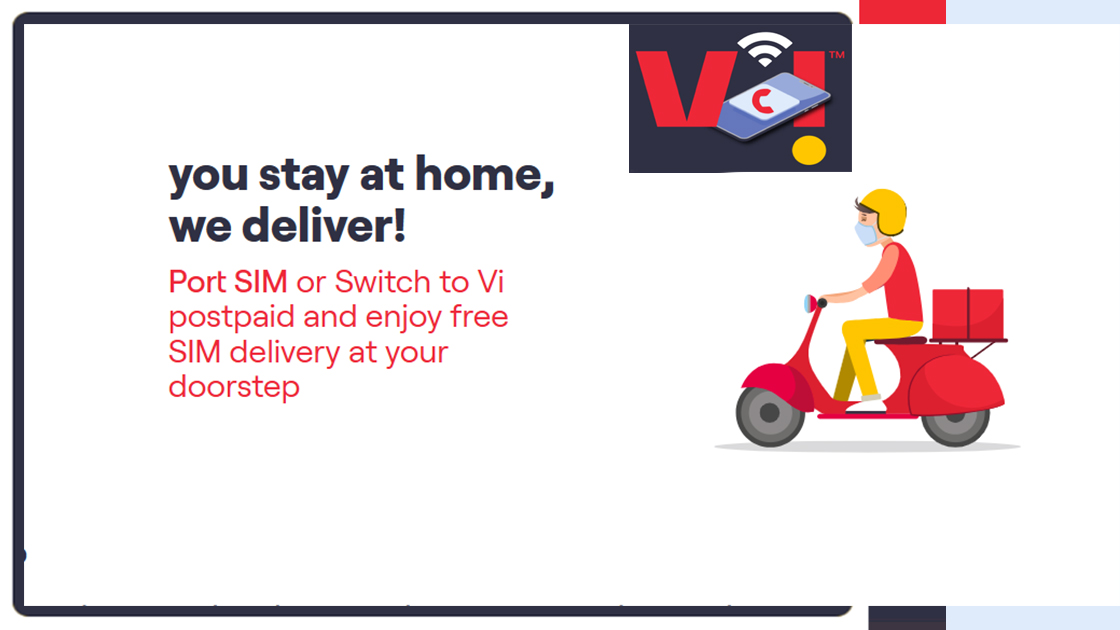 Vi™
C
you stay at home,
we deliver!
Port SIM or Switch to Vi
postpaid and enjoy free
SIM delivery at your
doorstep